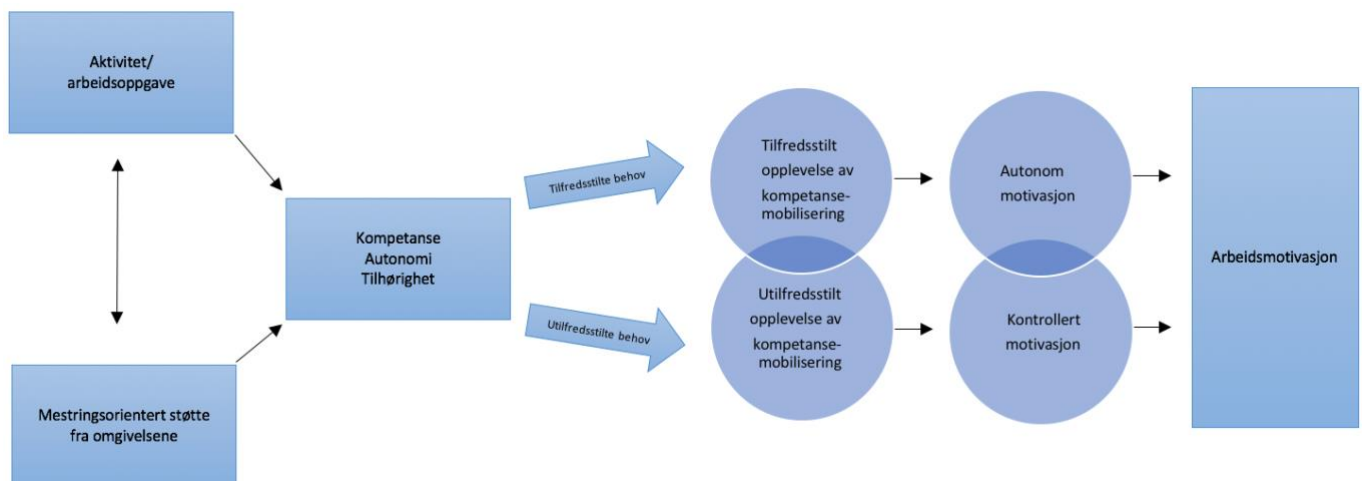 Aktivitet/
arbeidsoppgave
Mestringsorientert støtte
fra omgivelsene
Kompetanse
Autonomi
Tilhørighet
Tilfredsstilte behov
Utilfredsstilte behov
Tilfredsstilt
opplevelse av
kompetanse-
mobilisering
Utilfredsstilt
opplevelse av
kompetanse-
mobilisering
Autonom
motivasjon
Kontrollert
motivasjon
Arbeidsmotivasjon